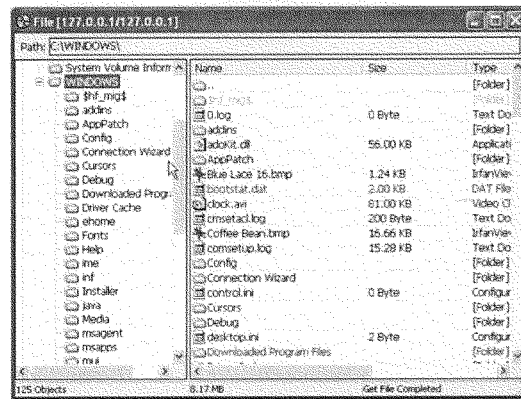 File [127.0.0.1/127.0.0.1]
Path: C:\WINDOWS\
System Volume Inform
WINDOWS
$hf_mig$
addins
AppPatch
Config
Connection Wizard
Cursors
Debug
Downloaded Progr.
Driver Cache
ehome
Fonts
Help
ime
inf
Installer
java
Media
msagent
msapps
mui
Name Size Type
.. [Folder]
$hf_mig$ [Folder]
0.log 0 Byte Text Do
addins [Folder]
adokit.dll 56.00 KB Applicati
AppPatch [Folder]
Blue Lace 16.bmp 1.24 KB IrfanView
bootstat.dat 2.00 KB DAT File
clock.avi 81.00 KB Video Cl
cmsetacl.log 200 Byte Text Do
Coffee Bean.bmp 16.66 KB IrfanView
comsetup.log 15.28 KB Text Do
Config [Folder]
Connection Wizard [Folder]
control.ini 0 Byte Configur
Cursors [Folder]
Debug [Folder]
desktop.ini 2 Byte Configur
Downloaded Program Files [Folder]
125 Objects 8.17 MB Get File Completed